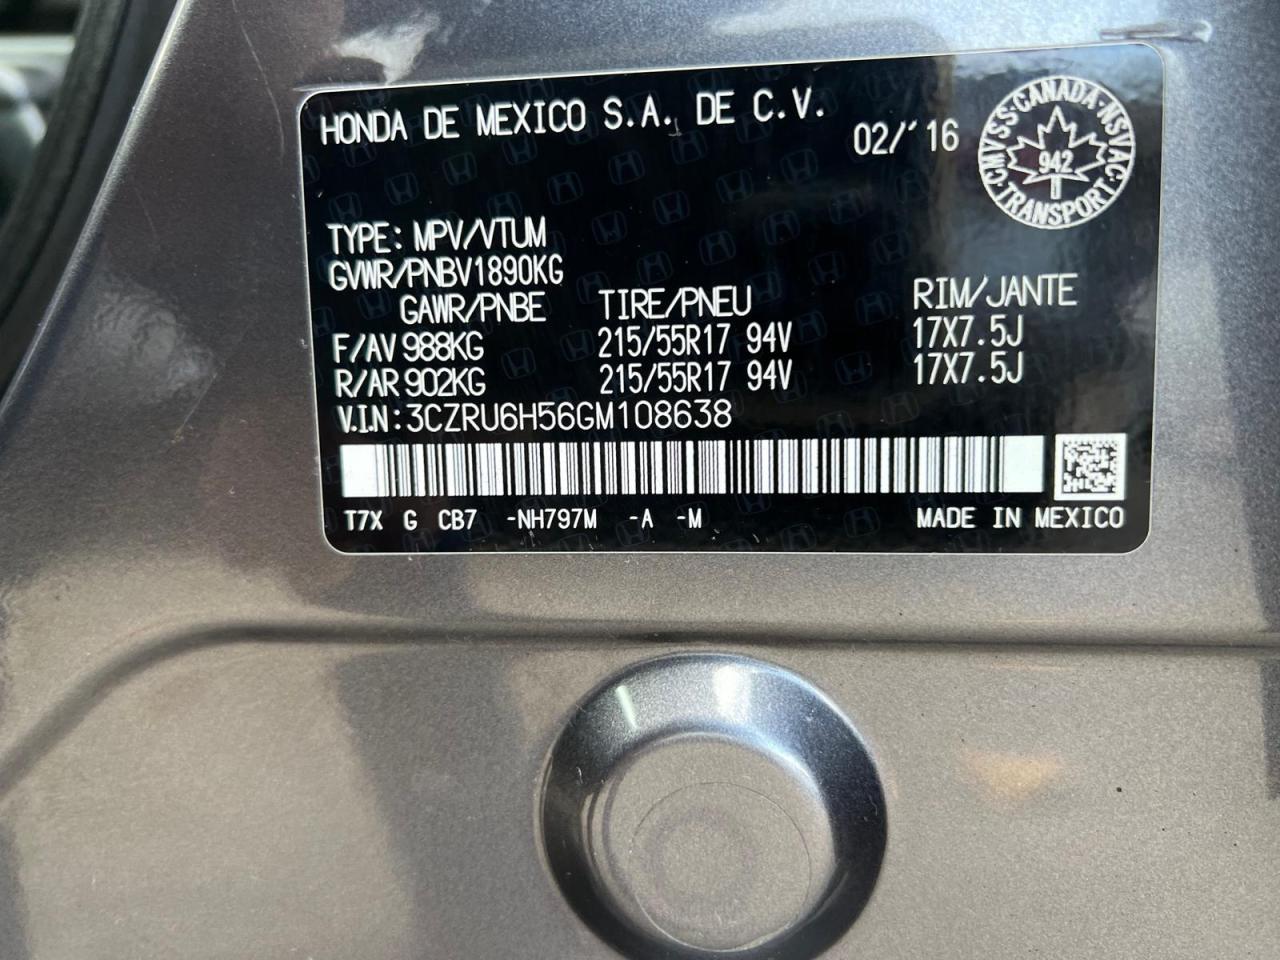 HONDA DE MEXICO S.A. DE C.V.
02/'16
CMVSS·CANADA·NSVAC·TRANSPORT
942
TYPE: MPV/VTUM
GVWR/PNBV1890KG
GAWR/PNBE TIRE/PNEU RIM/JANTE
F/AV 988KG 215/55R17 94V 17X7.5J
R/AR 902KG 215/55R17 94V 17X7.5J
V.I.N: 3CZRU6H56GM108638
T7X G CB7 -NH797M -A -M MADE IN MEXICO